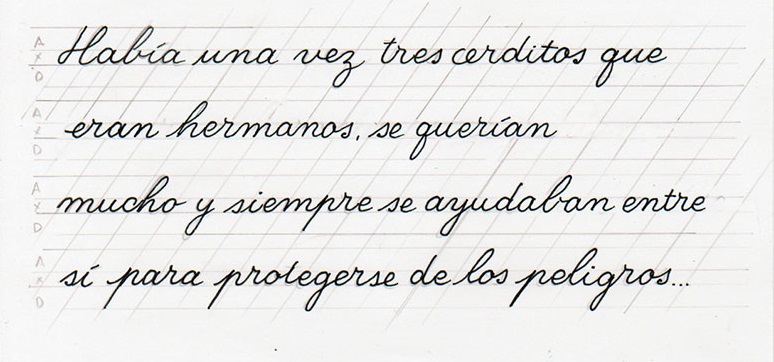 A
x
D
Había una vez tres cerditos que
A
x
D
eran hermanos, se querían
A
x
D
mucho y siempre se ayudaban entre
A
x
D
sí para protegerse de los peligros...